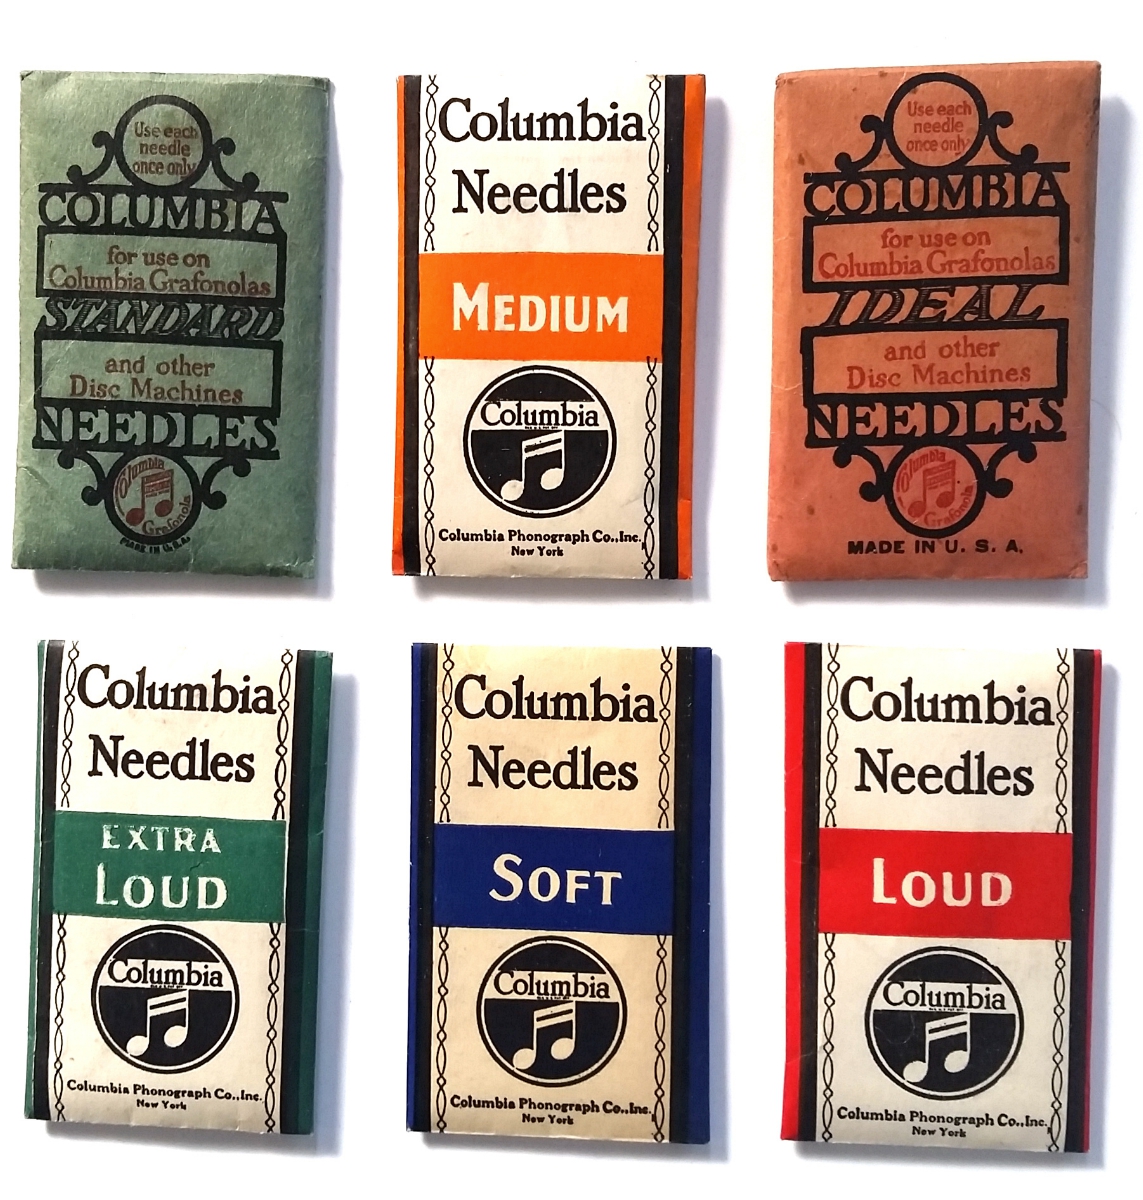 Use each
needle
once only
COLUMBIA
for use on
Columbia Grafonolas
STANDARD
and other
Disc Machines
NEEDLES
Columbia
Grafonola
MADE IN U.S.A.
Columbia
Needles
MEDIUM
Columbia
Columbia Phonograph Co., Inc.
New York
Use each
needle
once only
COLUMBIA
for use on
Columbia Grafonolas
IDEAL
and other
Disc Machines
NEEDLES
Columbia
Grafonola
MADE IN U. S. A.
Columbia
Needles
EXTRA
LOUD
Columbia
Columbia Phonograph Co., Inc.
New York
Columbia
Needles
SOFT
Columbia
Columbia Phonograph Co., Inc.
New York
Columbia
Needles
LOUD
Columbia
Columbia Phonograph Co., Inc.
New York